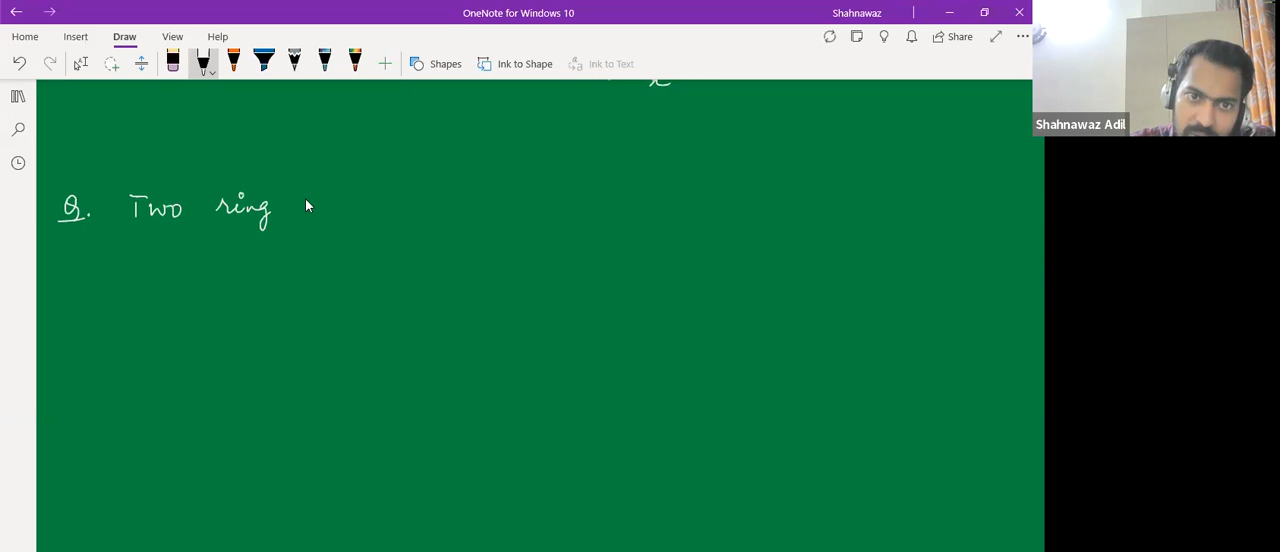 OneNote for Windows 10
Shahnawaz
Home Insert Draw View Help
Share
Shapes Ink to Shape Ink to Text
Shahnawaz Adil
Q. Two ring